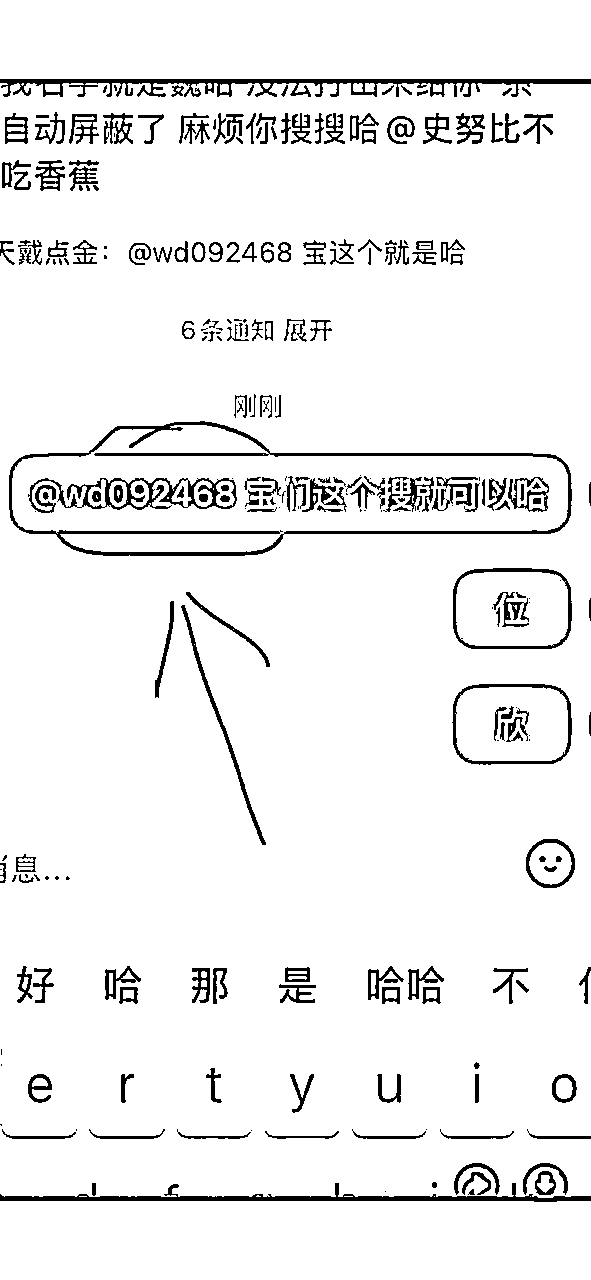 自动屏蔽了 麻烦你搜搜哈@史努比不
吃香蕉
天戴点金：@wd092468 宝这个就是哈
6条通知 展开
刚刚
@wd092468 宝们这个搜就可以哈
位
欣
消息...
好 哈 那 是 哈哈 不
e r t y u i o